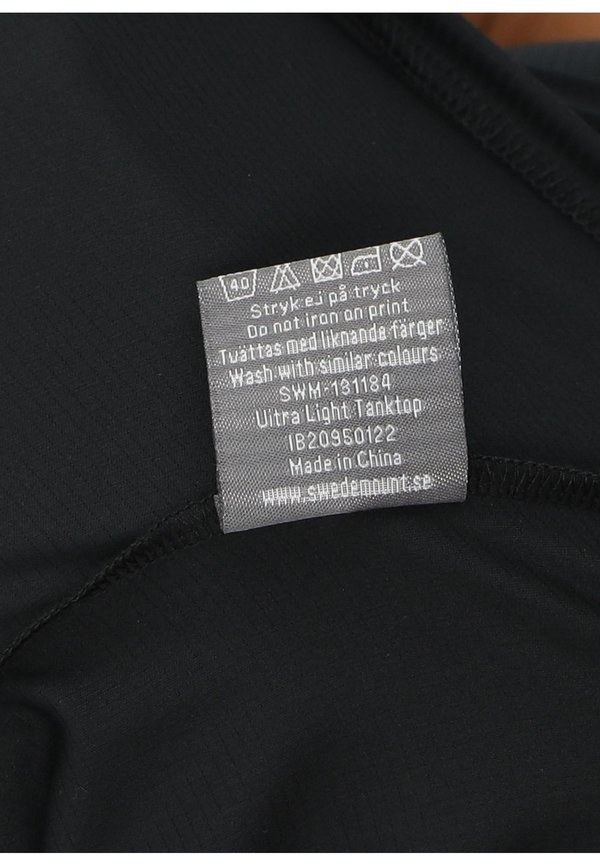 40
Stryk ej på tryck
Do not iron on print
Tvättas med liknande färger
Wash with similar colours
SWM-131184
Ultra Light Tanktop
IB20950122
Made in China
www.swedemount.se